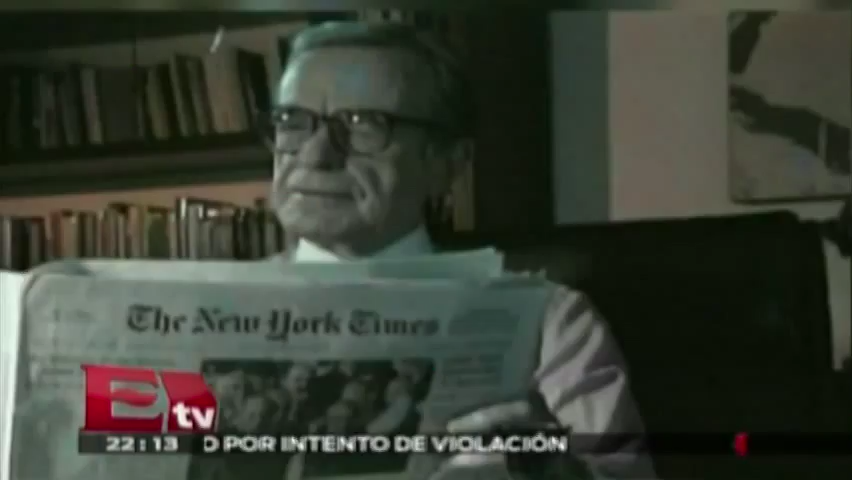 The New York Times
tv
22:13 O POR INTENTO DE VIOLACIÓN